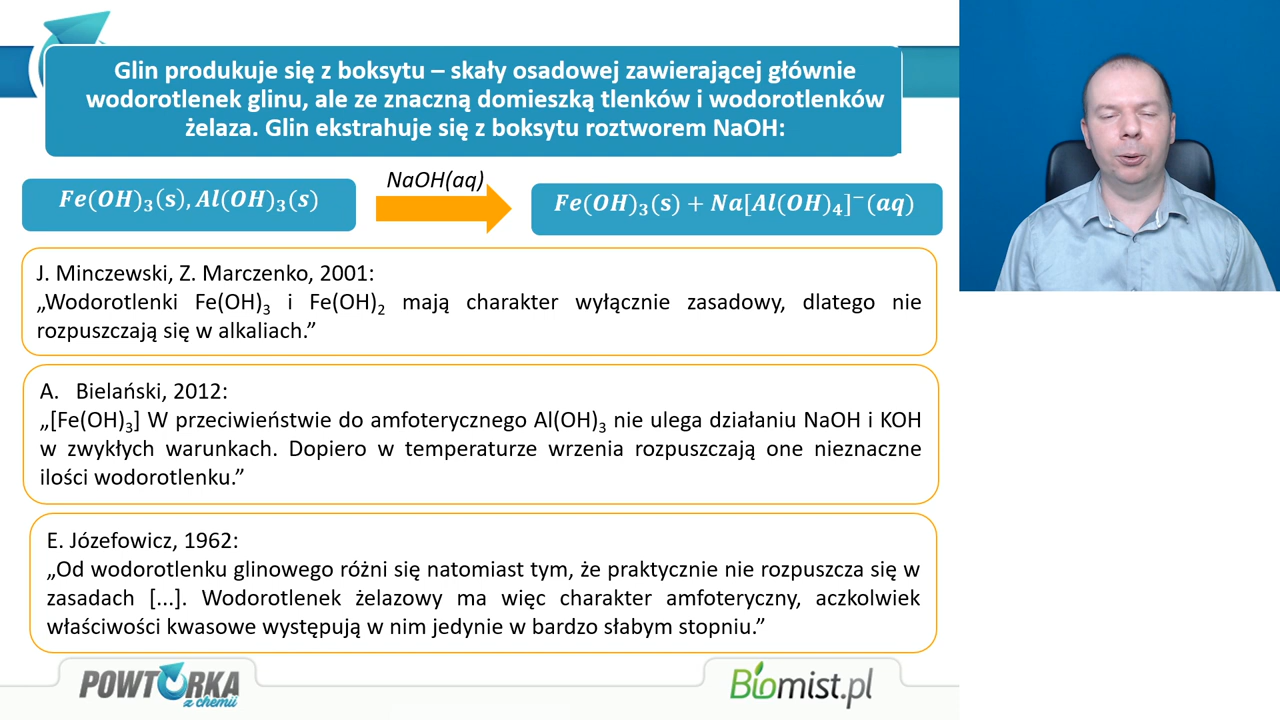 Glin produkuje się z boksytu – skały osadowej zawierającej głównie
wodorotlenek glinu, ale ze znaczną domieszką tlenków i wodorotlenków
żelaza. Glin ekstrahuje się z boksytu roztworem NaOH:
NaOH(aq)
Fe(OH)₃(s), Al(OH)₃(s)
Fe(OH)₃(s) + Na[Al(OH)₄]⁻(aq)
J. Minczewski, Z. Marczenko, 2001:
„Wodorotlenki Fe(OH)₃ i Fe(OH)₂ mają charakter wyłącznie zasadowy, dlatego nie
rozpuszczają się w alkaliach.”
A. Bielański, 2012:
„[Fe(OH)₃] W przeciwieństwie do amfoterycznego Al(OH)₃ nie ulega działaniu NaOH i KOH
w zwykłych warunkach. Dopiero w temperaturze wrzenia rozpuszczają one nieznaczne
ilości wodorotlenku.”
E. Józefowicz, 1962:
„Od wodorotlenku glinowego różni się natomiast tym, że praktycznie nie rozpuszcza się w
zasadach [...]. Wodorotlenek żelazowy ma więc charakter amfoteryczny, aczkolwiek
właściwości kwasowe występują w nim jedynie w bardzo słabym stopniu.”
POWTÓRKA
z chemii
Biomist.pl